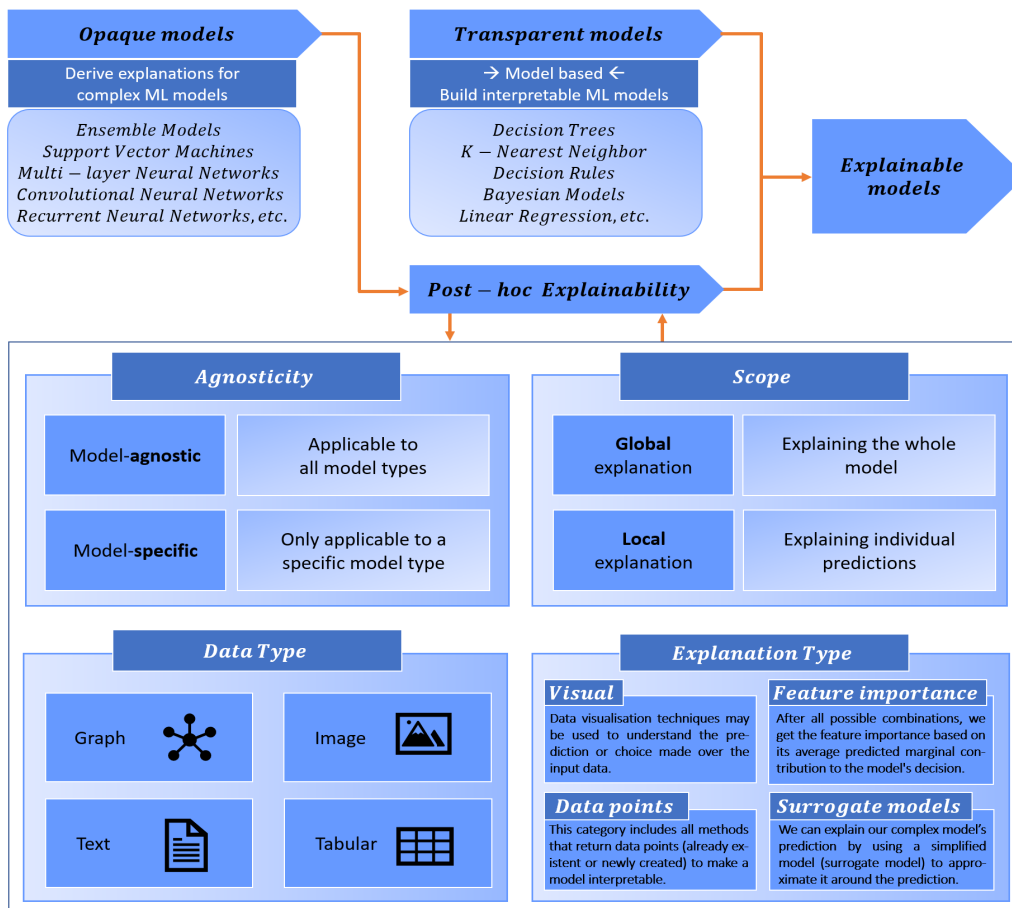 Opaque models
Derive explanations for
complex ML models
Ensemble Models
Support Vector Machines
Multi – layer Neural Networks
Convolutional Neural Networks
Recurrent Neural Networks, etc.
Transparent models
→ Model based ←
Build interpretable ML models
Decision Trees
K – Nearest Neighbor
Decision Rules
Bayesian Models
Linear Regression, etc.
Explainable
models
Post – hoc Explainability
Agnosticity
Model-agnostic
Applicable to
all model types
Model-specific
Only applicable to a
specific model type
Scope
Global
explanation
Explaining the whole
model
Local
explanation
Explaining individual
predictions
Data Type
Graph
Image
Text
Tabular
Explanation Type
Visual
Data visualisation techniques may
be used to understand the pre-
diction or choice made over the
input data.
Feature importance
After all possible combinations, we
get the feature importance based on
its average predicted marginal con-
tribution to the model's decision.
Data points
This category includes all methods
that return data points (already ex-
istent or newly created) to make a
model interpretable.
Surrogate models
We can explain our complex model's
prediction by using a simplified
model (surrogate model) to appro-
ximate it around the prediction.